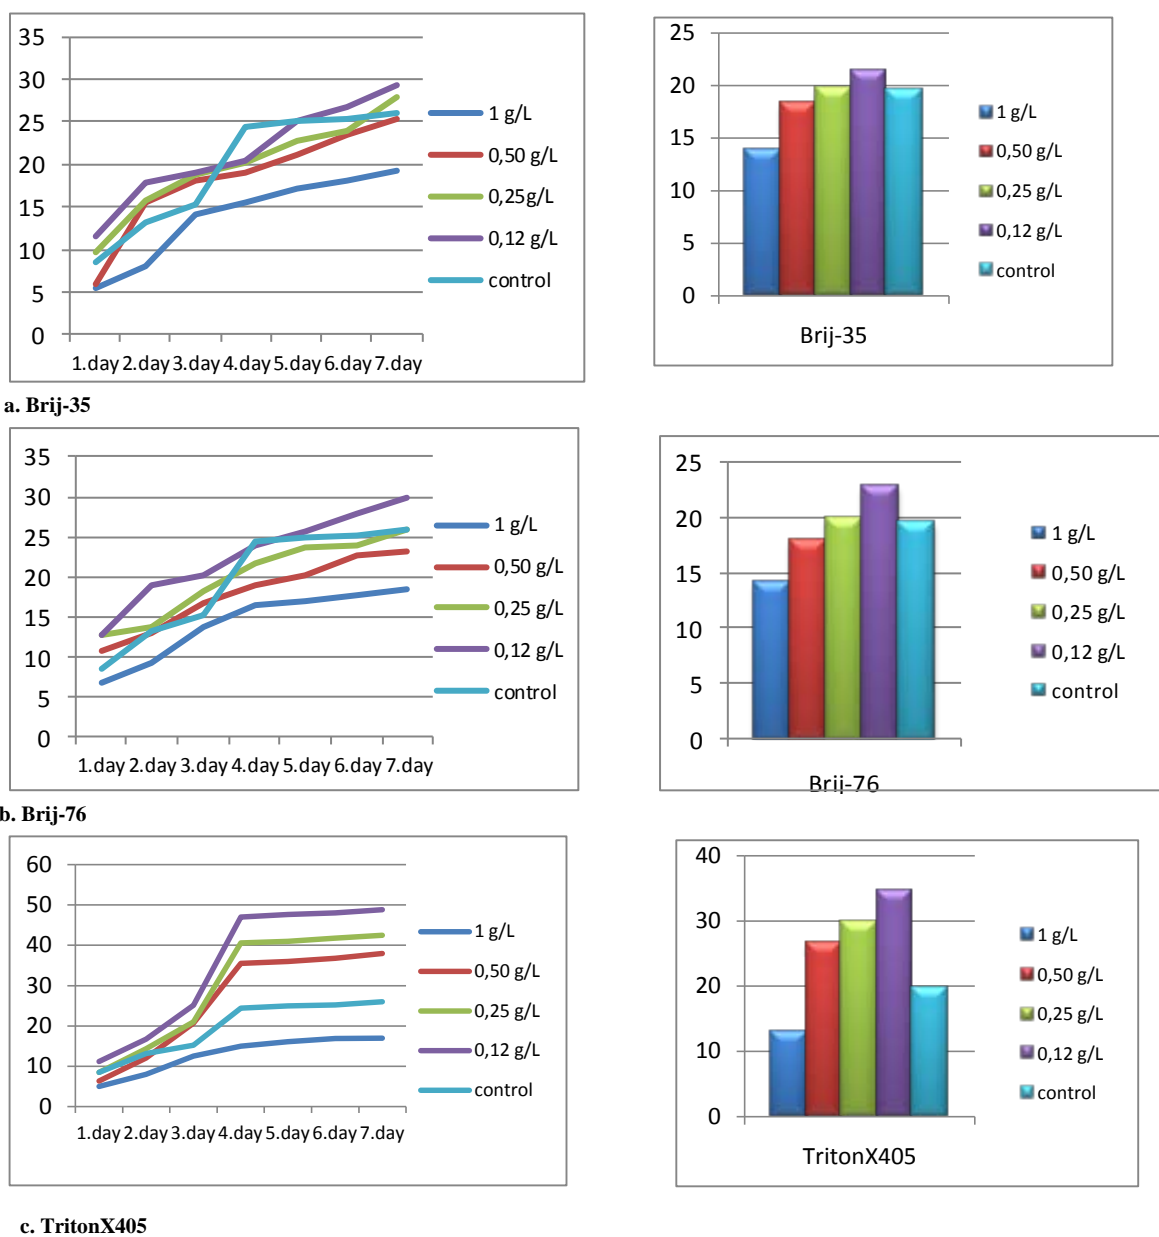 35
30
25
20
15
10
5
0
1.day 2.day 3.day 4.day 5.day 6.day 7.day
1 g/L
0,50 g/L
0,25g/L
0,12 g/L
control
25
20
15
10
5
0
Brij-35
1 g/L
0,50 g/L
0,25 g/L
0,12 g/L
control
a. Brij-35
35
30
25
20
15
10
5
0
1.day 2.day 3.day 4.day 5.day 6.day 7.day
1 g/L
0,50 g/L
0,25 g/L
0,12 g/L
control
25
20
15
10
5
0
Brij-76
1 g/L
0,50 g/L
0,25 g/L
0,12 g/L
control
b. Brij-76
60
50
40
30
20
10
0
1.day 2.day 3.day 4.day 5.day 6.day 7.day
1 g/L
0,50 g/L
0,25 g/L
0,12 g/L
control
40
30
20
10
0
TritonX405
1 g/L
0,50 g/L
0,25 g/L
0,12 g/L
control
c. TritonX405